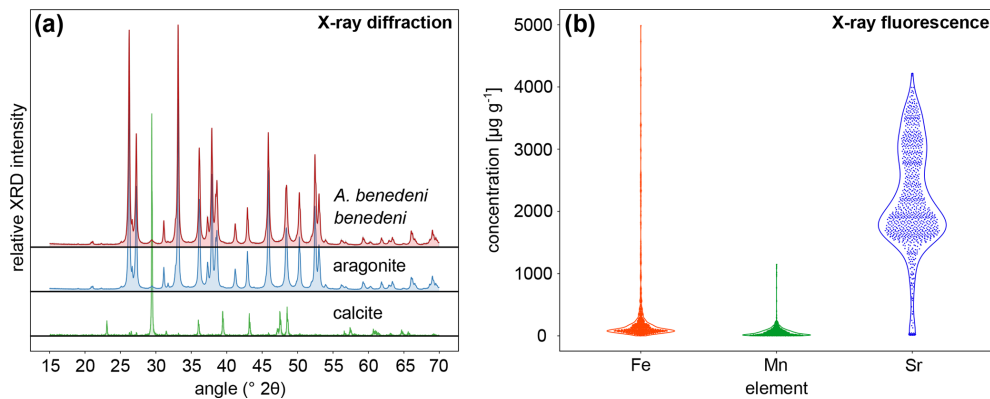 (a) X-ray diffraction
relative XRD intensity
A. benedeni
benedeni
aragonite
calcite
15 20 25 30 35 40 45 50 55 60 65 70
angle (° 2θ)
(b) X-ray fluorescence
concentration [µg g⁻¹]
5000
4000
3000
2000
1000
0
Fe Mn Sr
element